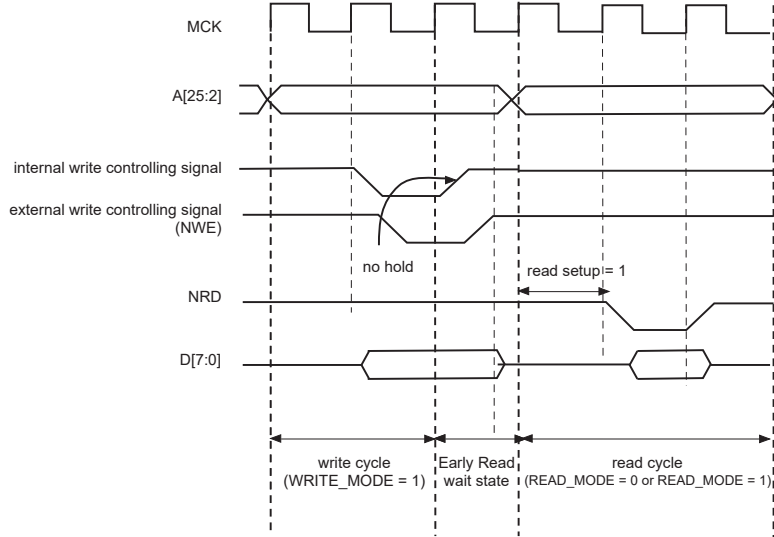 MCK
A[25:2]
internal write controlling signal
external write controlling signal
(NWE)
no hold
read setup = 1
NRD
D[7:0]
write cycle
(WRITE_MODE = 1)
Early Read
wait state
read cycle
(READ_MODE = 0 or READ_MODE = 1)